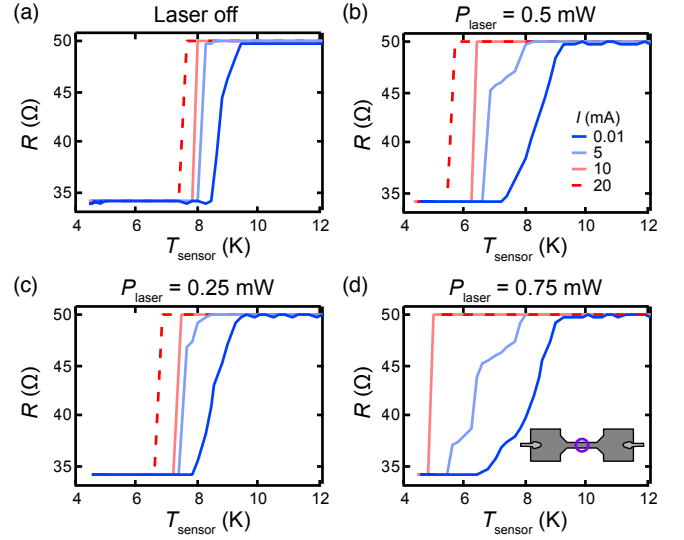 (a) Laser off
50
45
40
35
R (Ω)
4 6 8 10 12
T_sensor (K)
(b) P_laser = 0.5 mW
50
45
40
35
R (Ω)
I (mA)
0.01
5
10
20
4 6 8 10 12
T_sensor (K)
(c) P_laser = 0.25 mW
50
45
40
35
R (Ω)
4 6 8 10 12
T_sensor (K)
(d) P_laser = 0.75 mW
50
45
40
35
R (Ω)
4 6 8 10 12
T_sensor (K)